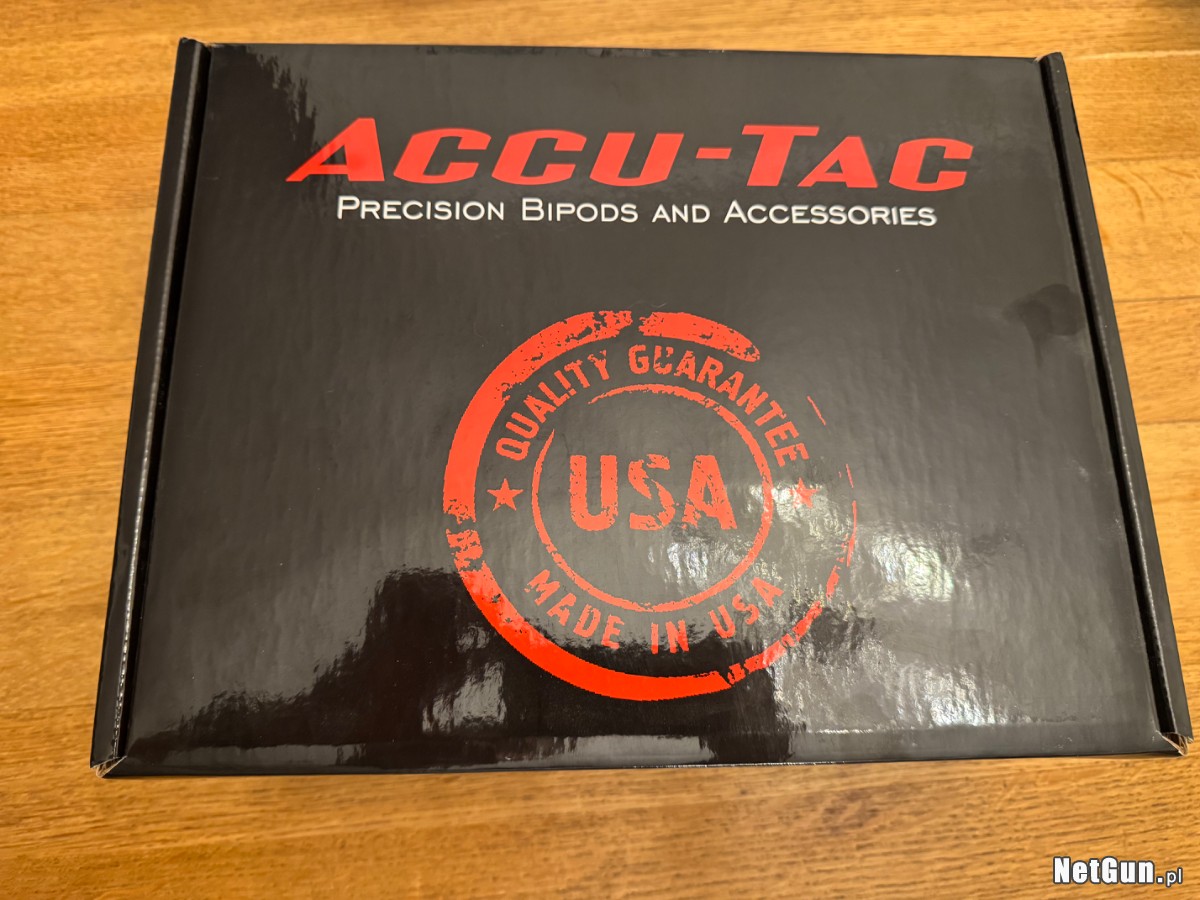 ACCU-TAC
PRECISION BIPODS AND ACCESSORIES
QUALITY GUARANTEE
USA
MADE IN USA
NetGun.pl